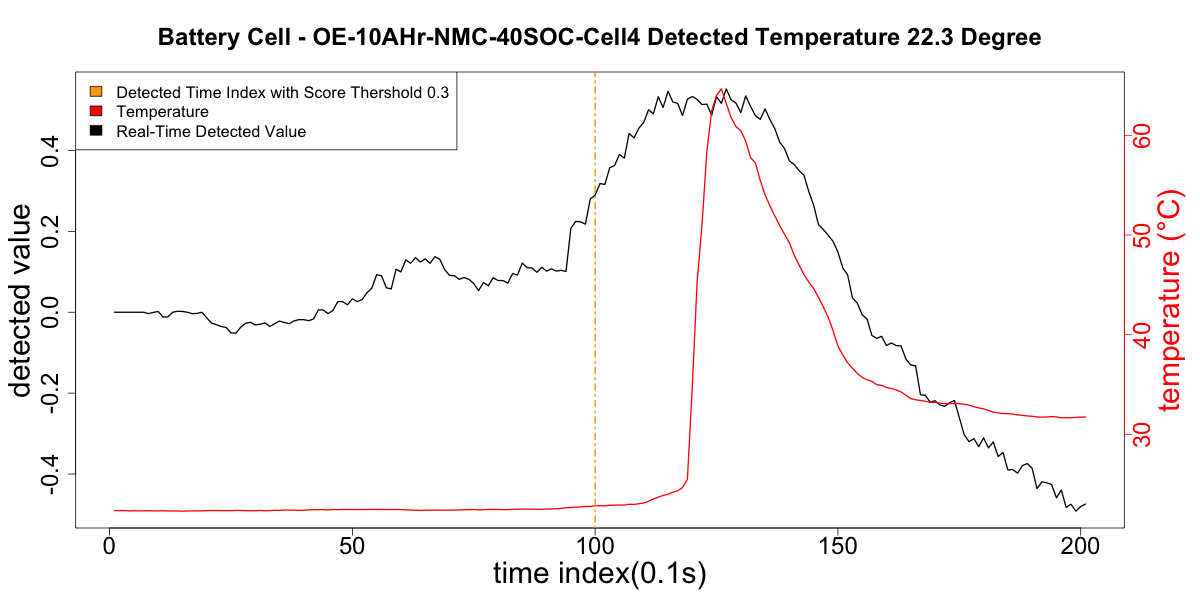 Battery Cell - OE-10AHr-NMC-40SOC-Cell4 Detected Temperature 22.3 Degree
Detected Time Index with Score Thershold 0.3
Temperature
Real-Time Detected Value
detected value
0.4
0.2
0.0
-0.2
-0.4
60
50
40
30
temperature (°C)
0 50 100 150 200
time index(0.1s)